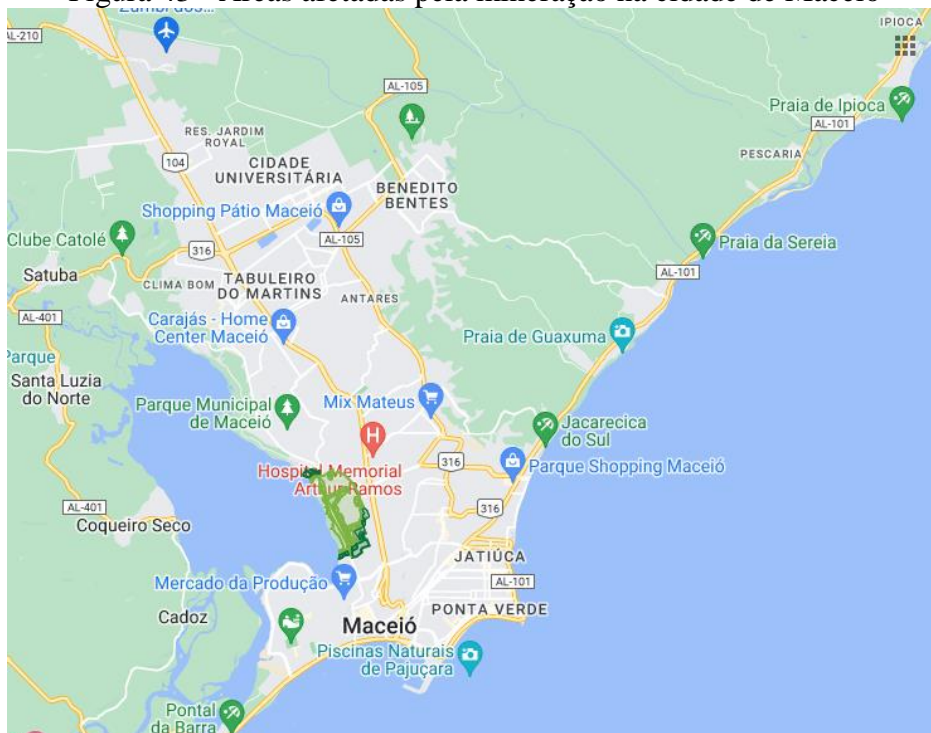 Figura 43 - Áreas afetadas pela mineração na cidade de Maceió
Zumbi dos...
IPIOCA
AL-210
AL-105
Praia de Ipioca
AL-101
RES. JARDIM
ROYAL
PESCARIA
104
CIDADE
UNIVERSITÁRIA
BENEDITO
BENTES
Shopping Pátio Maceió
Clube Catolé
316
AL-105
Praia da Sereia
Satuba
CLIMA BOM
TABULEIRO
DO MARTINS
ANTARES
AL-101
AL-401
Carajás - Home
Center Maceió
Praia de Guaxuma
Parque
Santa Luzia
do Norte
Parque Municipal
de Maceió
Mix Mateus
Jacarecica
do Sul
H
316
Parque Shopping Maceió
Hospital Memorial
Arthur Ramos
AL-401
316
Coqueiro Seco
JATIÚCA
Mercado da Produção
AL-101
PONTA VERDE
Cadoz
Maceió
Piscinas Naturais
de Pajuçara
Pontal
da Barra